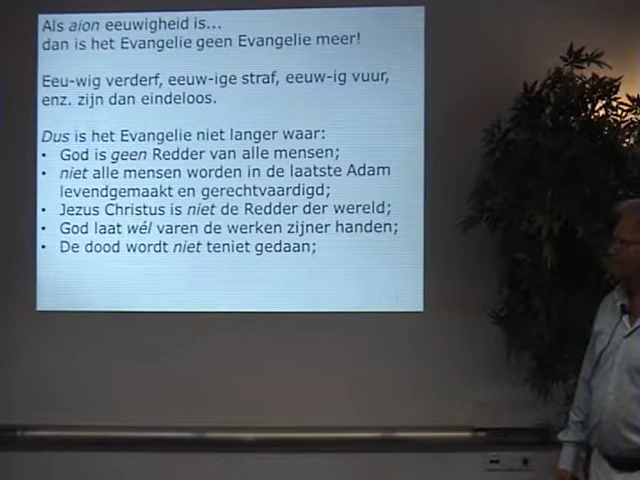 Als aion eeuwigheid is...
dan is het Evangelie geen Evangelie meer!
Eeu-wig verderf, eeuw-ige straf, eeuw-ig vuur,
enz. zijn dan eindeloos.
Dus is het Evangelie niet langer waar:
• God is geen Redder van alle mensen;
• niet alle mensen worden in de laatste Adam
levendgemaakt en gerechtvaardigd;
• Jezus Christus is niet de Redder der wereld;
• God laat wél varen de werken zijner handen;
• De dood wordt niet teniet gedaan;